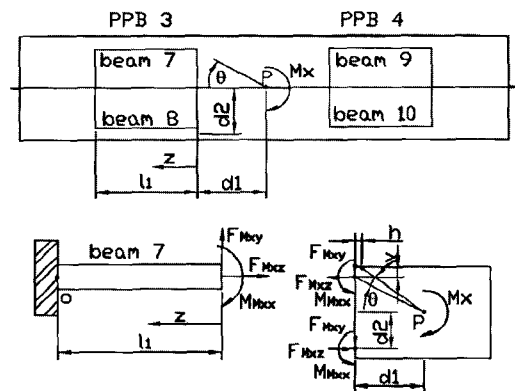 PPB 3 PPB 4
beam 7 beam 9
θ P Mx
beam 8 d2 beam 10
z
l1 d1
beam 7 FMxy FMxz MMxx
o
z
l1
h
FMxy
FMxz y
MMxx θ Mx
P
FMxy d2
FMxz
MMxx
d1